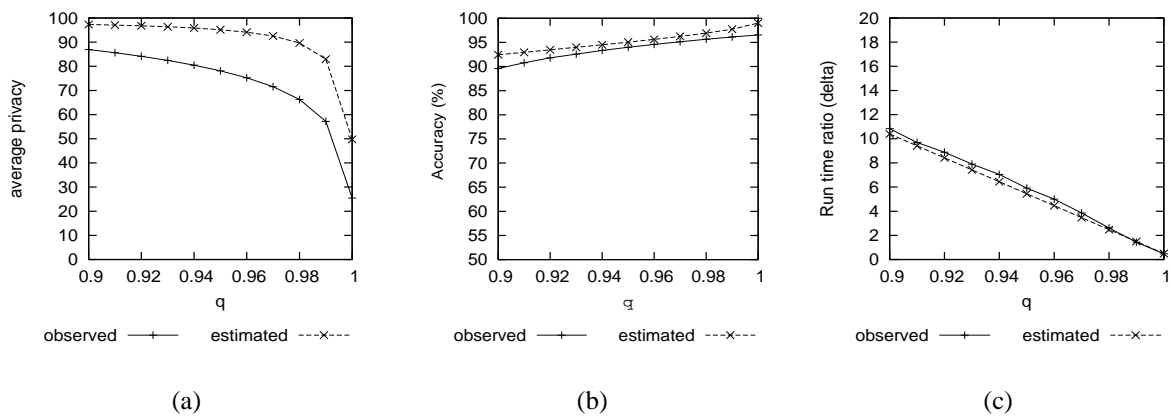 average privacy
100
90
80
70
60
50
40
30
20
10
0
0.9 0.92 0.94 0.96 0.98 1
q
observed estimated
(a)
Accuracy (%)
100
95
90
85
80
75
70
65
60
55
50
0.9 0.92 0.94 0.96 0.98 1
q
observed estimated
(b)
Run time ratio (delta)
20
18
16
14
12
10
8
6
4
2
0
0.9 0.92 0.94 0.96 0.98 1
q
observed estimated
(c)